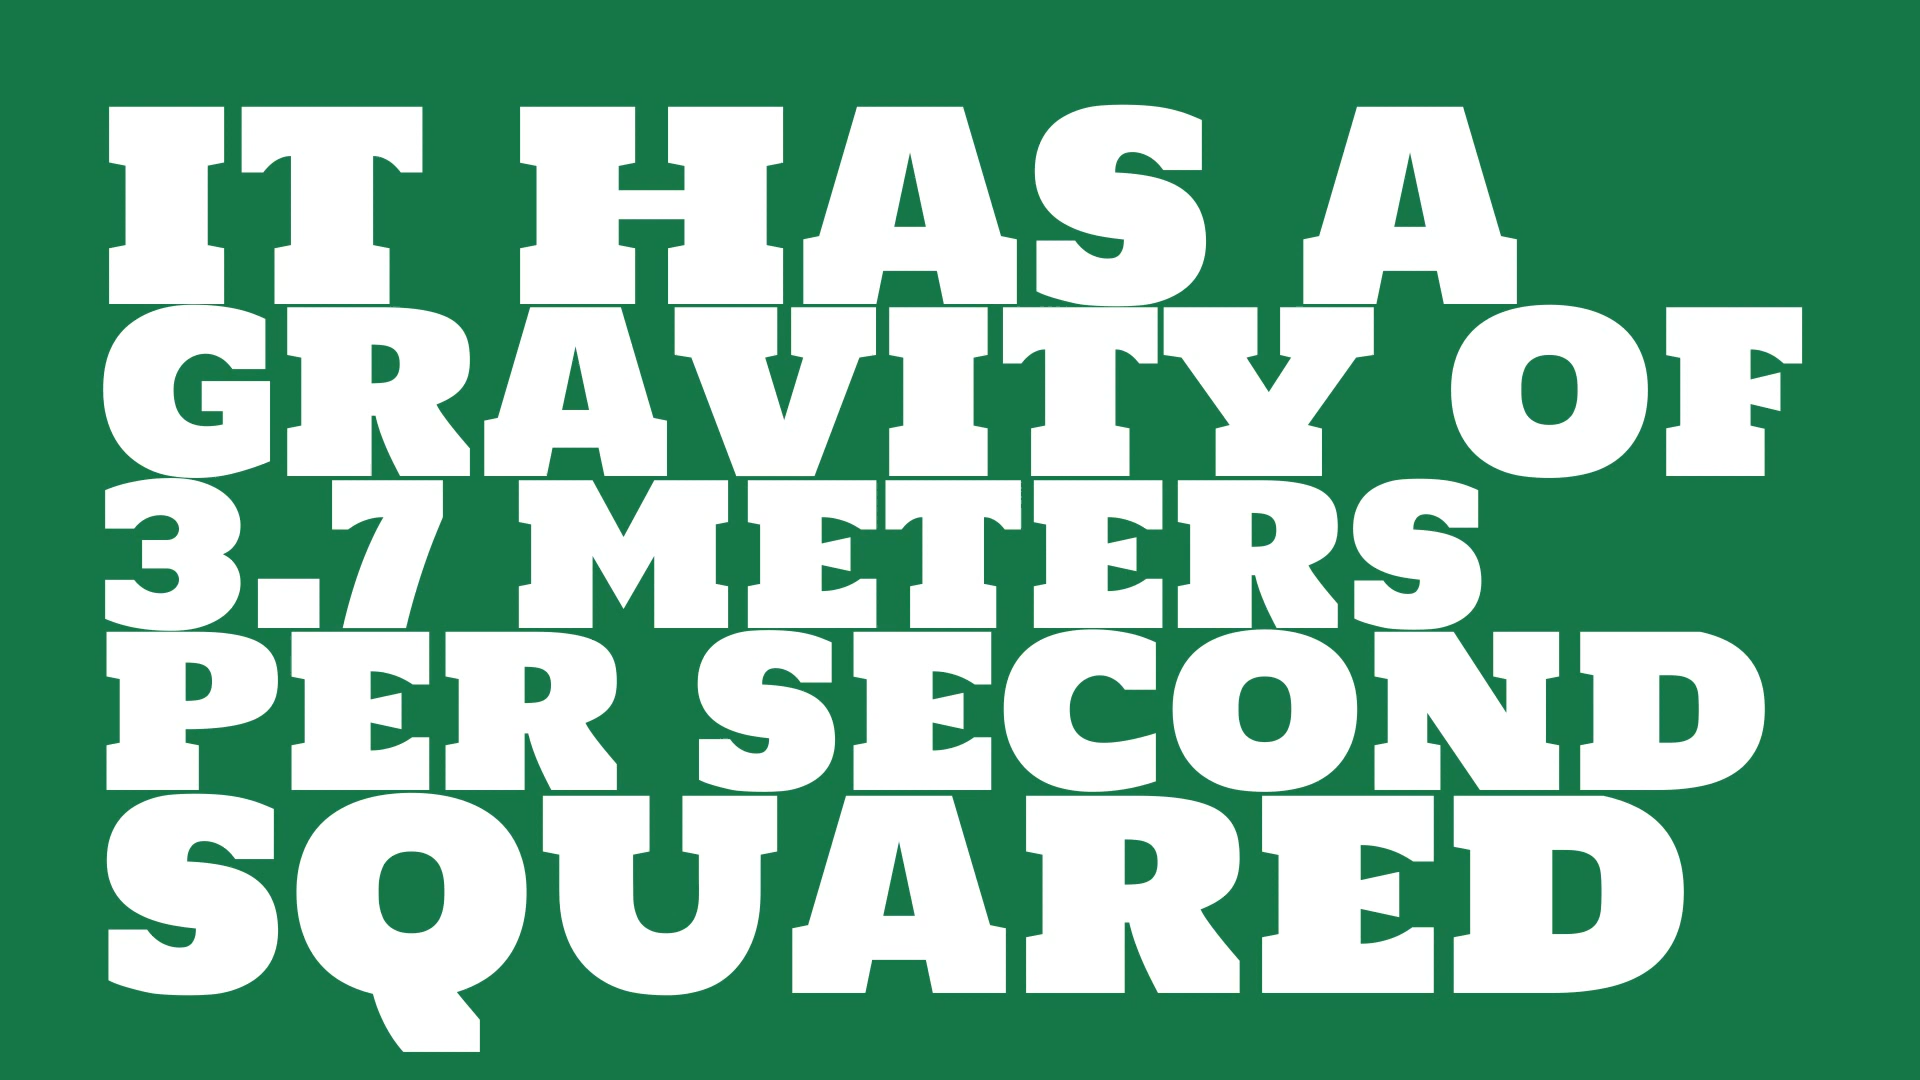 IT HAS A
GRAVITY OF
3.7 METERS
PER SECOND
SQUARED